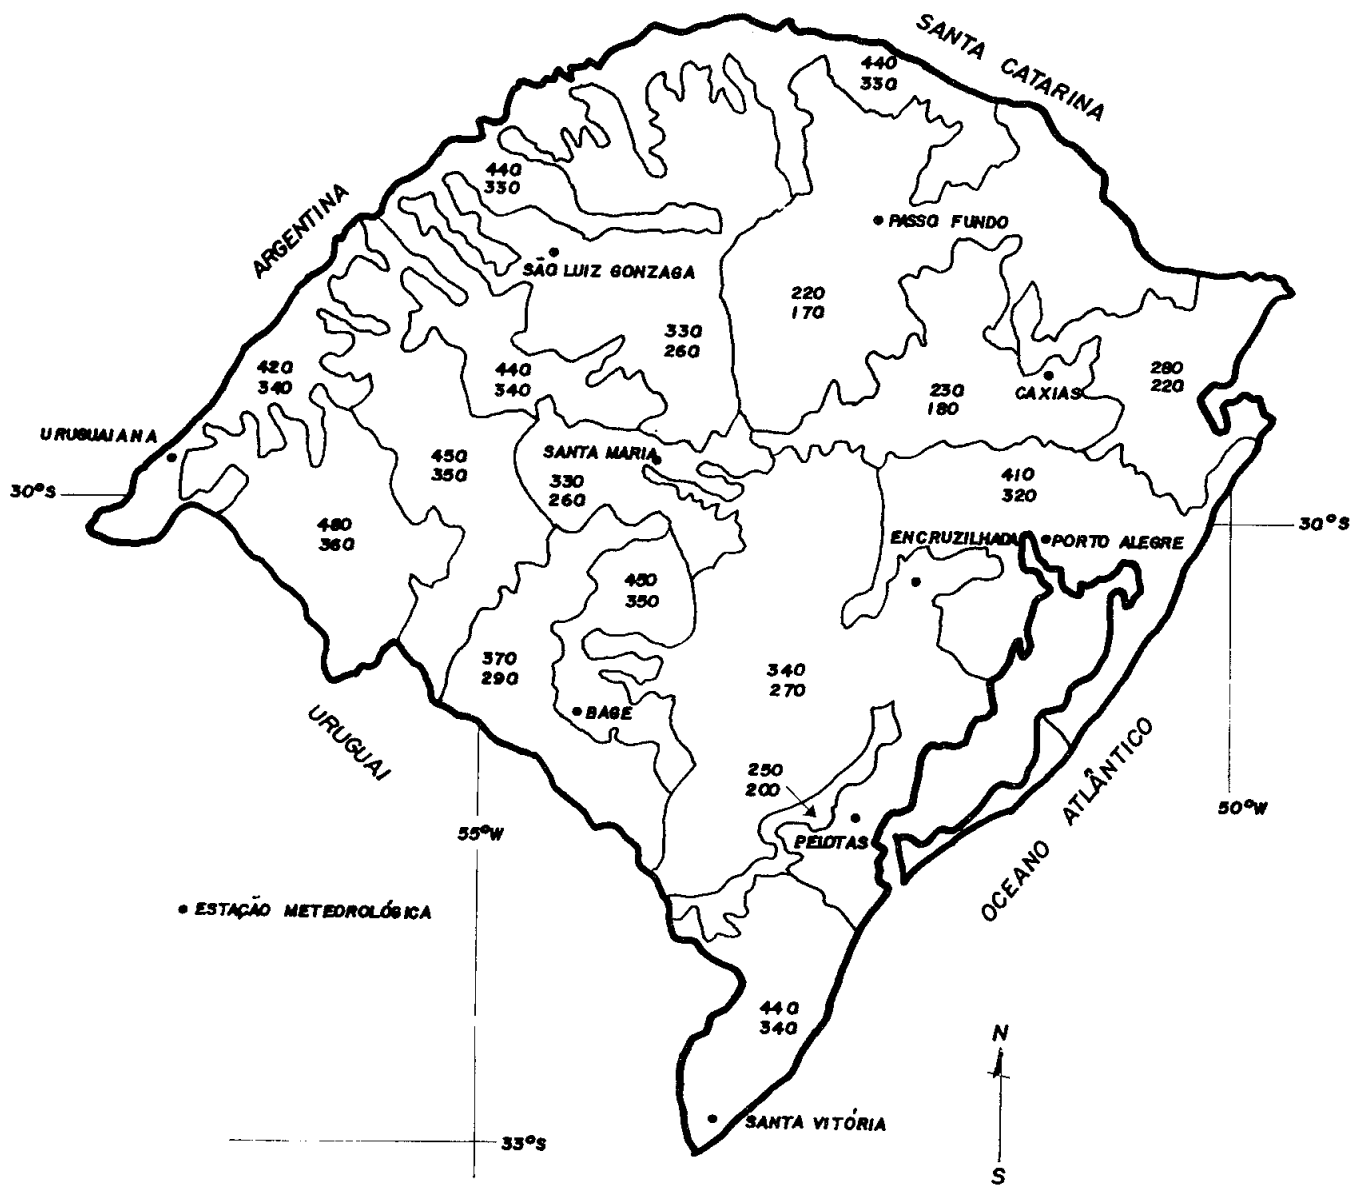 SANTA CATARINA
440
330
440
330
ARGENTINA
PASSO FUNDO
SÃO LUIZ GONZAGA
220
170
330
260
420
340
440
340
280
220
CAXIAS
230
180
URUGUAIANA
SANTA MARIA
450
350
330
260
410
320
30°S
30°S
480
360
ENCRUZILHADA
PORTO ALEGRE
450
350
370
290
340
270
BAGE
URUGUAI
250
200
OCEANO ATLÂNTICO
50°W
55°W
PELOTAS
ESTAÇÃO METEOROLÓGICA
440
340
N
SANTA VITÓRIA
33°S
S